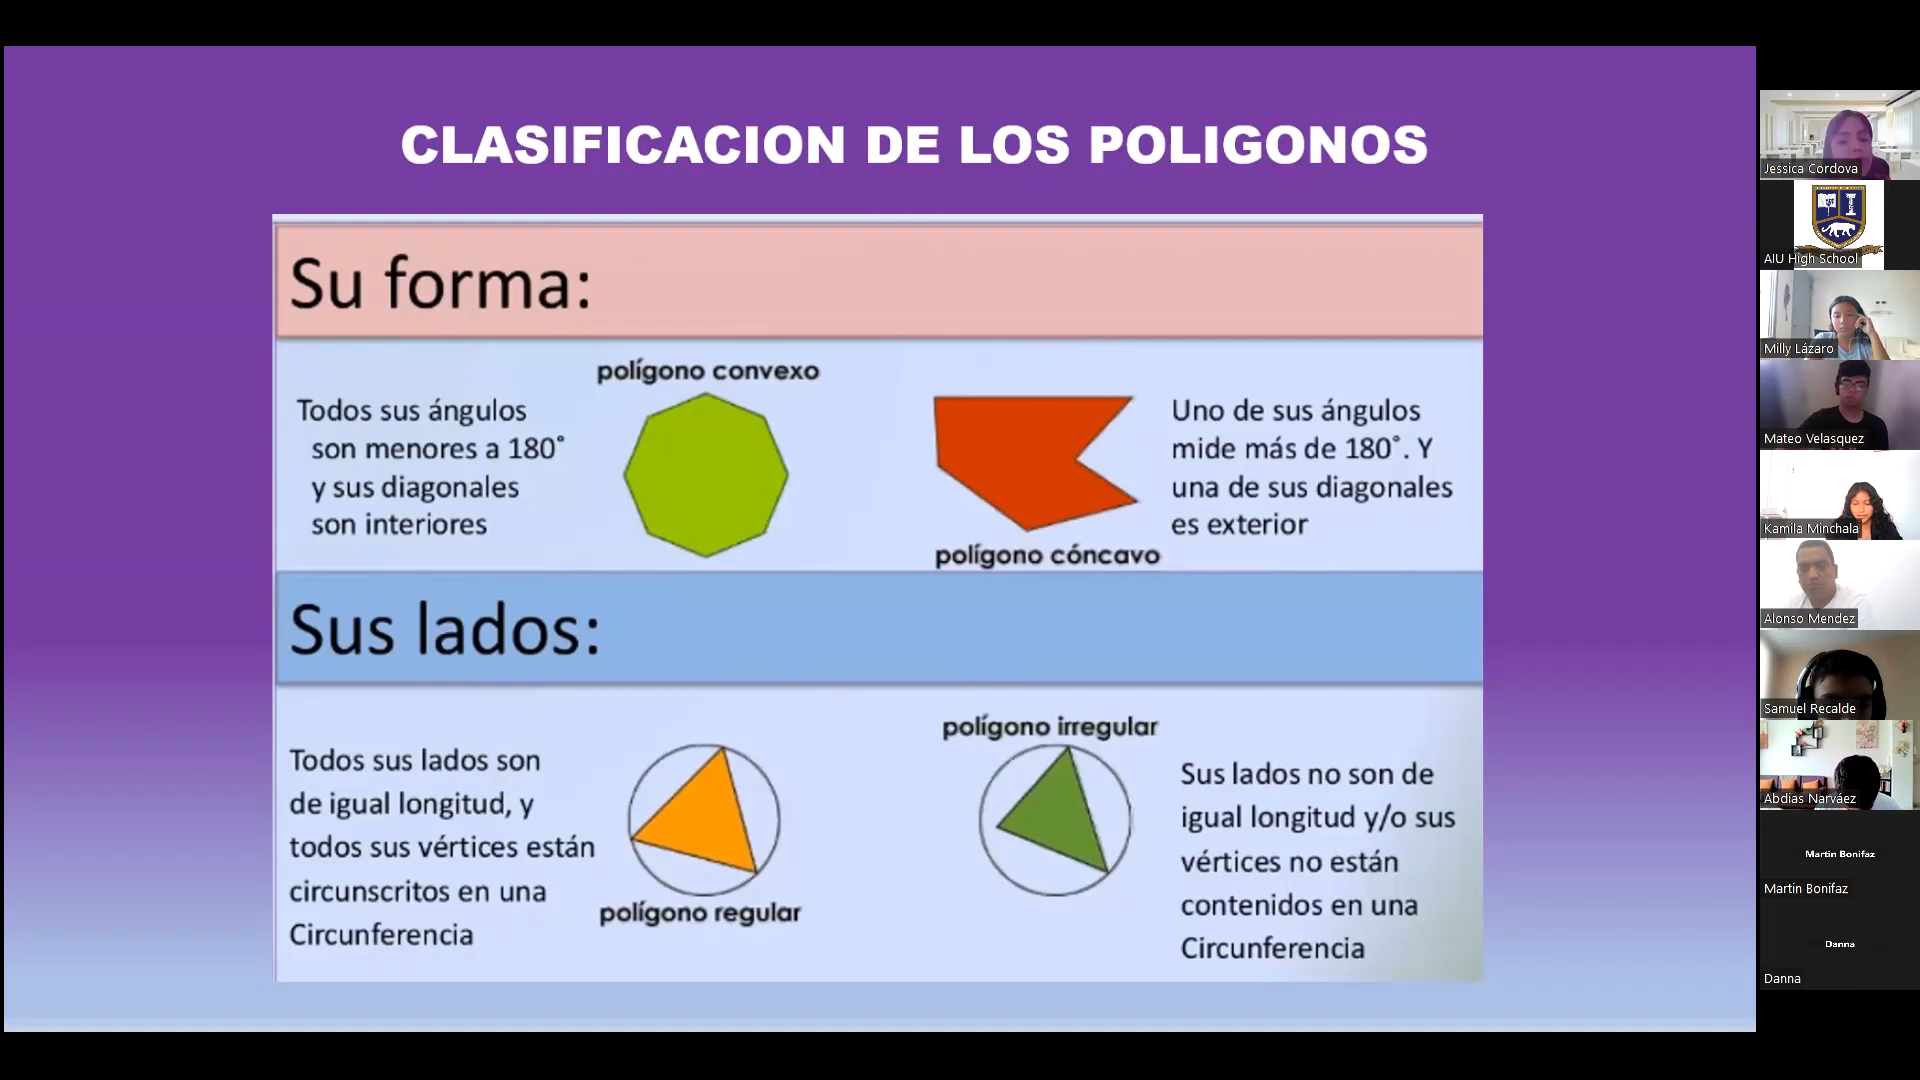 CLASIFICACION DE LOS POLIGONOS
Su forma:
polígono convexo
Todos sus ángulos
son menores a 180°
y sus diagonales
son interiores
Uno de sus ángulos
mide más de 180°. Y
una de sus diagonales
es exterior
polígono cóncavo
Sus lados:
Todos sus lados son
de igual longitud, y
todos sus vértices están
circunscritos en una
Circunferencia
polígono regular
polígono irregular
Sus lados no son de
igual longitud y/o sus
vértices no están
contenidos en una
Circunferencia
Jessica Cordova
AIU High School
Milly Lázaro
Mateo Velasquez
Kamila Minchala
Alonso Mendez
Samuel Recalde
Abdias Narváez
Martin Bonifaz
Martin Bonifaz
Danna
Danna